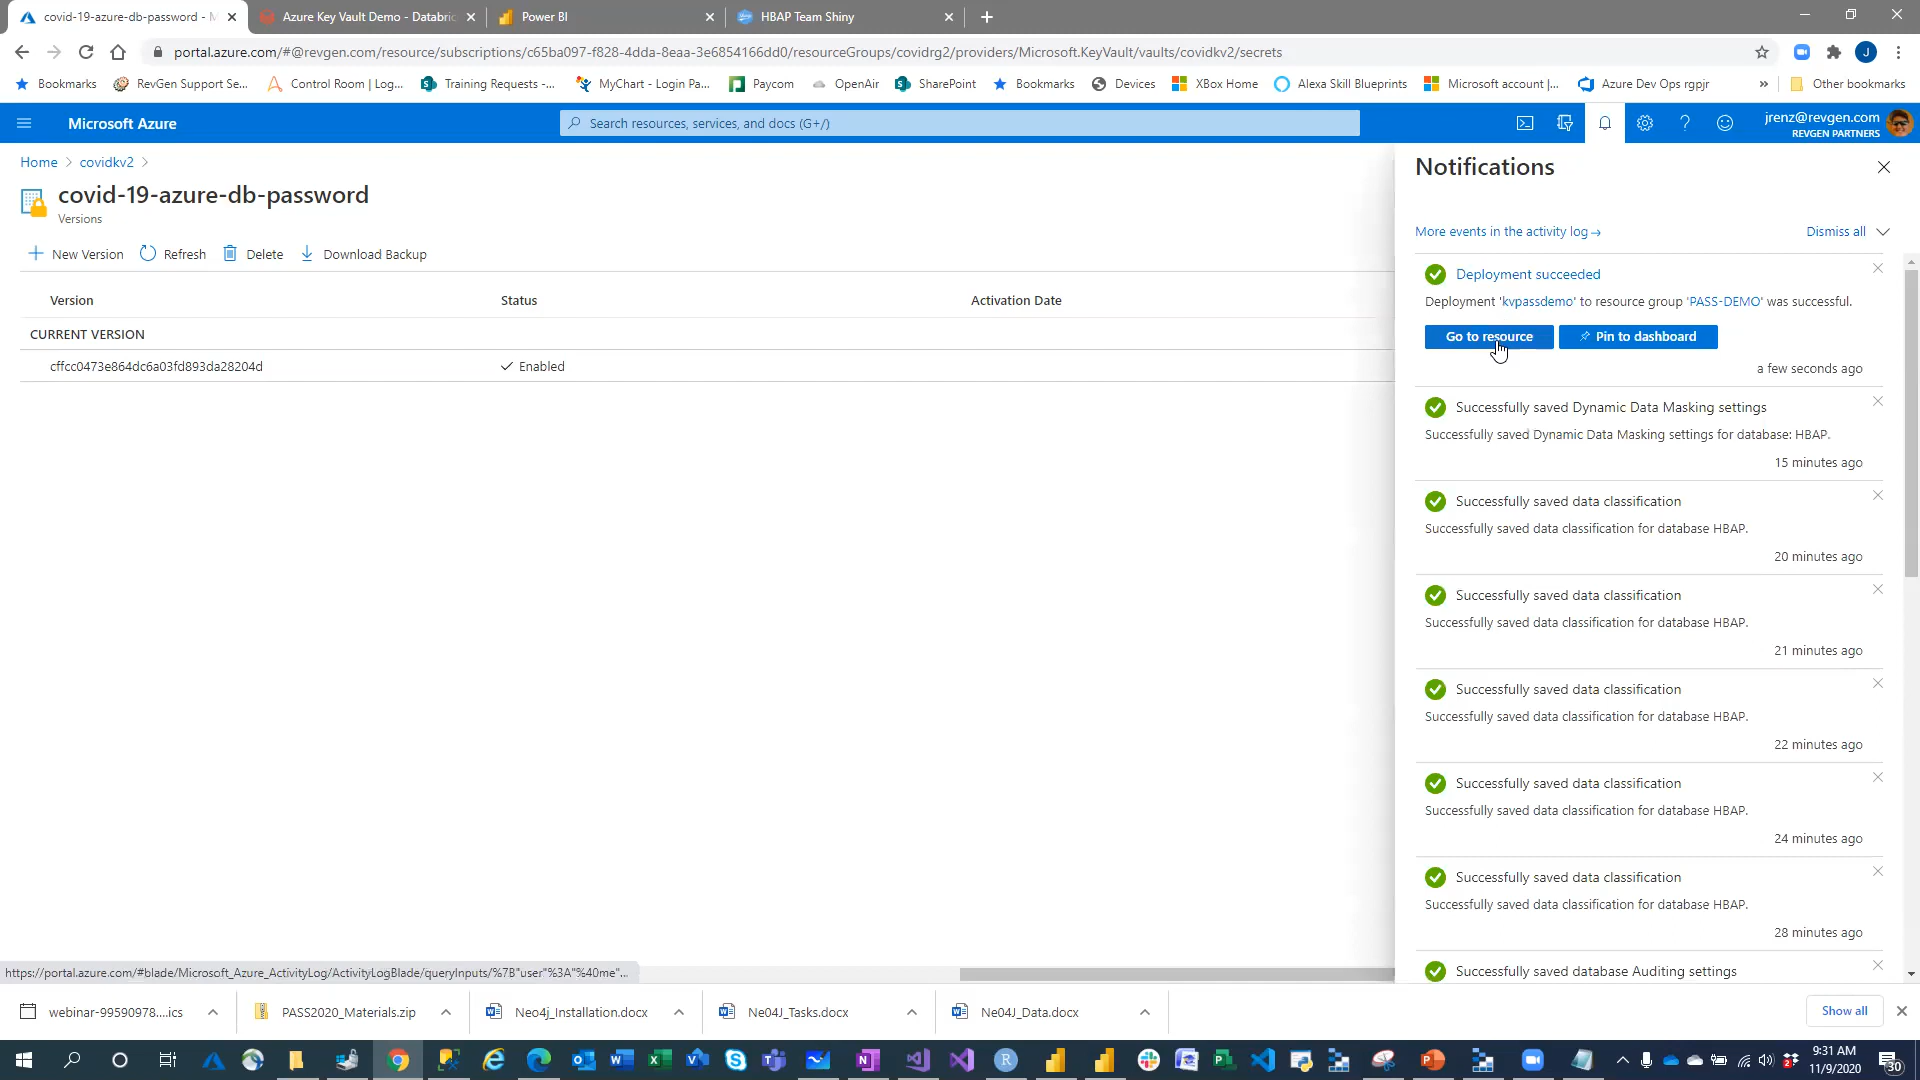 covid-19-azure-db-password - M
Azure Key Vault Demo - Databric
Power BI
HBAP Team Shiny
portal.azure.com/#@revgen.com/resource/subscriptions/c65ba097-f828-4dda-8eaa-3e6854166dd0/resourceGroups/covidrg2/providers/Microsoft.KeyVault/vaults/covidkv2/secrets
J
Bookmarks
RevGen Support Se...
Control Room | Log...
Training Requests -...
MyChart - Login Pa...
Paycom
OpenAir
SharePoint
Bookmarks
Devices
XBox Home
Alexa Skill Blueprints
Microsoft account |...
Azure Dev Ops rgpjr
»
Other bookmarks
Microsoft Azure
Search resources, services, and docs (G+/)
jrenz@revgen.com
REVGEN PARTNERS
Home > covidkv2 >
covid-19-azure-db-password
Versions
New Version
Refresh
Delete
Download Backup
Version
Status
Activation Date
CURRENT VERSION
cffcc0473e864dc6a03fd893da28204d
Enabled
Notifications
More events in the activity log →
Dismiss all
Deployment succeeded
Deployment 'kvpassdemo' to resource group 'PASS-DEMO' was successful.
Go to resource
Pin to dashboard
a few seconds ago
Successfully saved Dynamic Data Masking settings
Successfully saved Dynamic Data Masking settings for database: HBAP.
15 minutes ago
Successfully saved data classification
Successfully saved data classification for database HBAP.
20 minutes ago
Successfully saved data classification
Successfully saved data classification for database HBAP.
21 minutes ago
Successfully saved data classification
Successfully saved data classification for database HBAP.
22 minutes ago
Successfully saved data classification
Successfully saved data classification for database HBAP.
24 minutes ago
Successfully saved data classification
Successfully saved data classification for database HBAP.
28 minutes ago
Successfully saved database Auditing settings
https://portal.azure.com/#blade/Microsoft_Azure_ActivityLog/ActivityLogBlade/queryInputs/%7B"user"%3A"%40me"...
webinar-99590978....ics
PASS2020_Materials.zip
Neo4j_Installation.docx
Ne04J_Tasks.docx
Ne04J_Data.docx
Show all
9:31 AM
11/9/2020
30